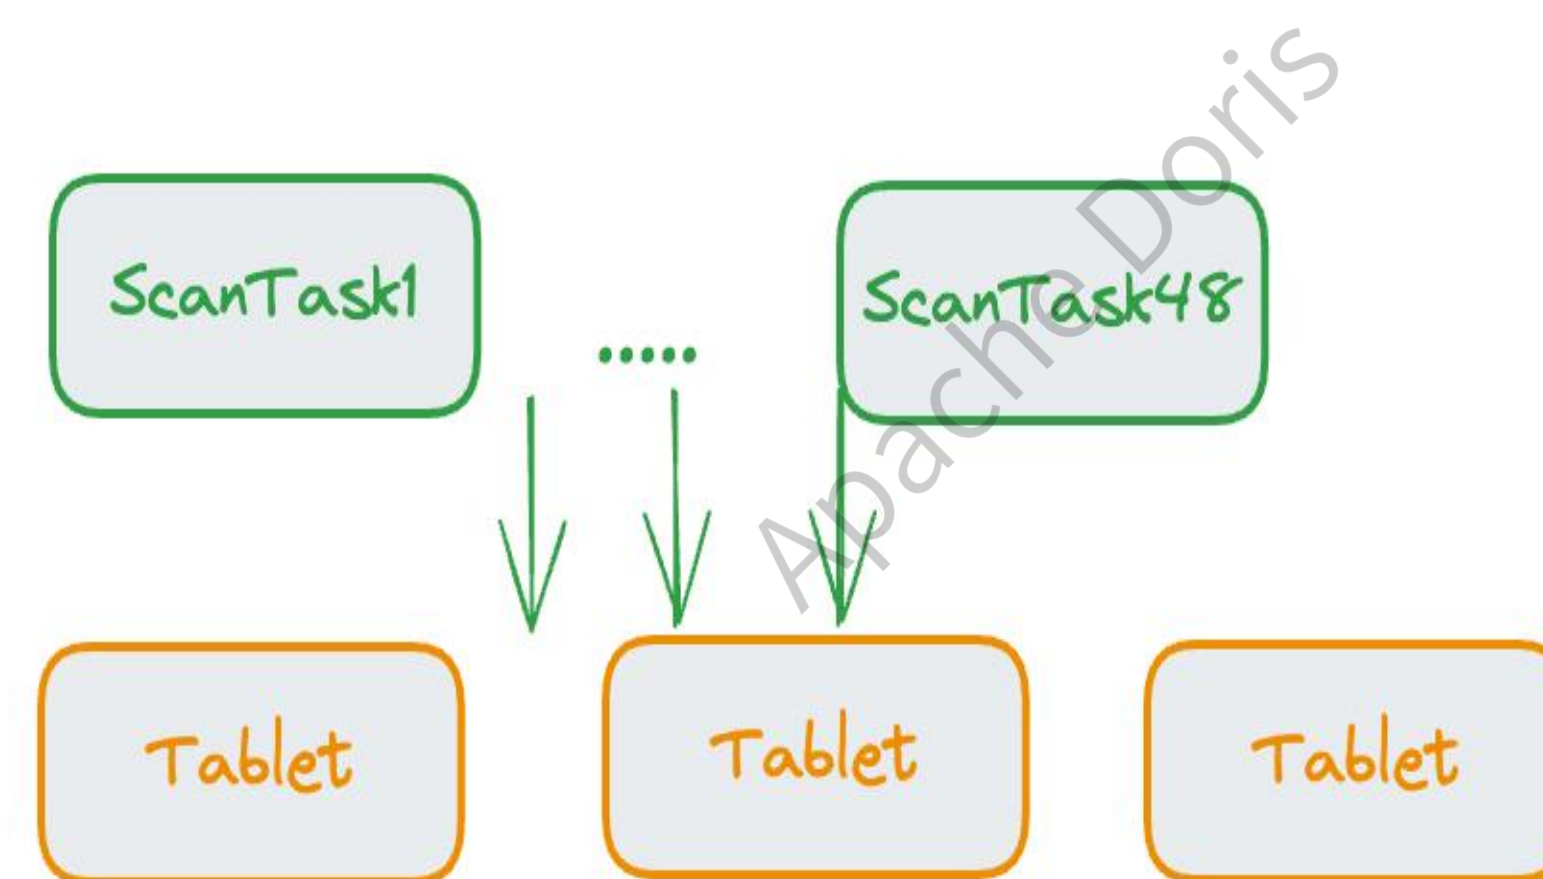 ScanTask1
.....
ScanTask48
Apache Doris
Tablet
Tablet
Tablet